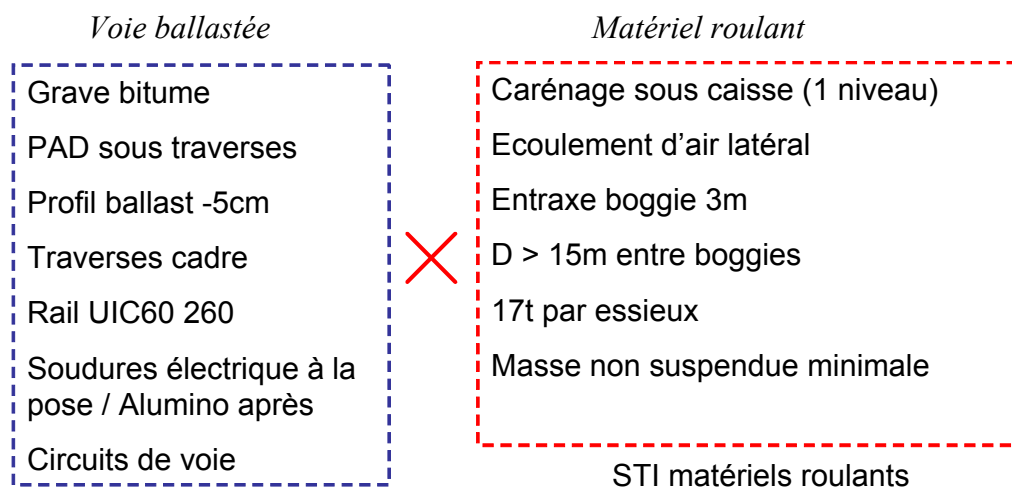 Voie ballastée
Grave bitume
PAD sous traverses
Profil ballast -5cm
Traverses cadre
Rail UIC60 260
Soudures électrique à la
pose / Alumino après
Circuits de voie
Matériel roulant
Carénage sous caisse (1 niveau)
Ecoulement d’air latéral
Entraxe boggie 3m
D > 15m entre boggies
17t par essieux
Masse non suspendue minimale
STI matériels roulants